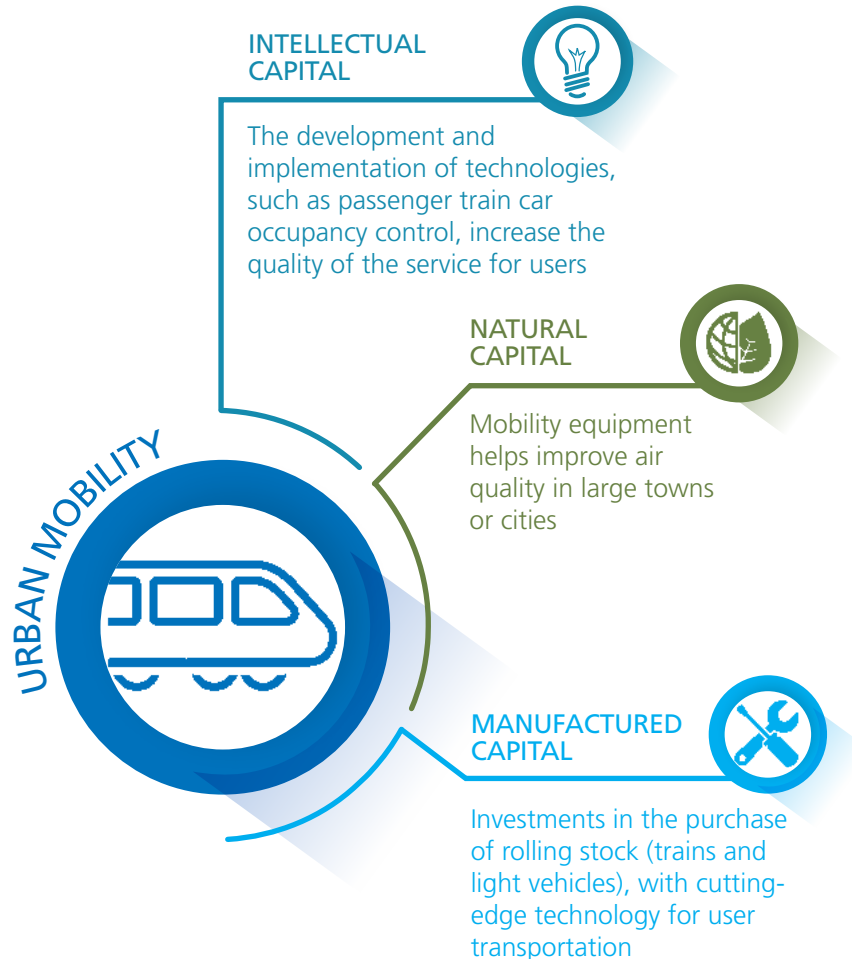 INTELLECTUAL
CAPITAL
The development and
implementation of technologies,
such as passenger train car
occupancy control, increase the
quality of the service for users
NATURAL
CAPITAL
Mobility equipment
helps improve air
quality in large towns
or cities
URBAN MOBILITY
MANUFACTURED
CAPITAL
Investments in the purchase
of rolling stock (trains and
light vehicles), with cutting-
edge technology for user
transportation